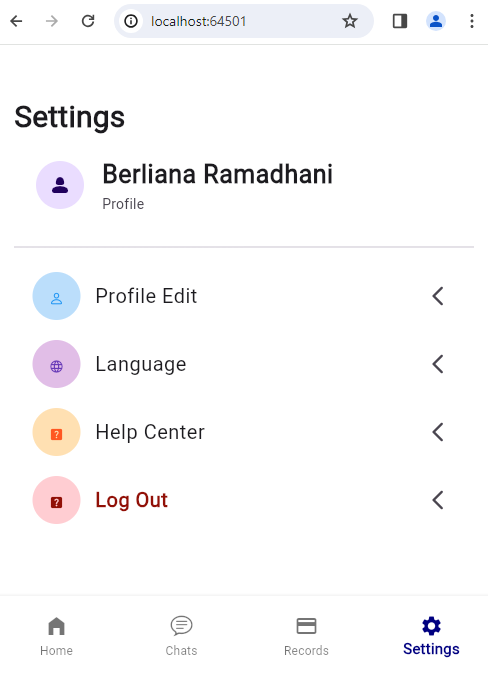 localhost:64501
Settings
Berliana Ramadhani
Profile
Profile Edit
Language
Help Center
Log Out
Home
Chats
Records
Settings